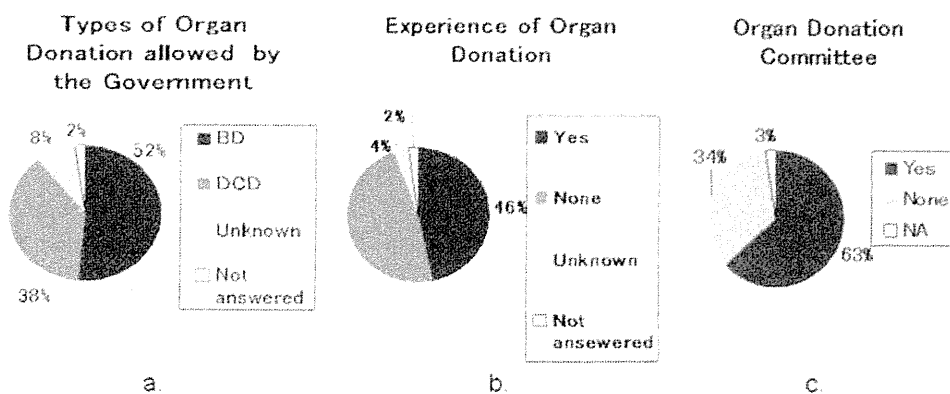 Types of Organ
Donation allowed by
the Government
8%
2%
52%
38%
BD
DCD
Unknown
Not
answered
a.
Experience of Organ
Donation
2%
4%
46%
Yes
None
Unknown
Not
ansewered
b.
Organ Donation
Committee
3%
34%
63%
Yes
None
NA
c.